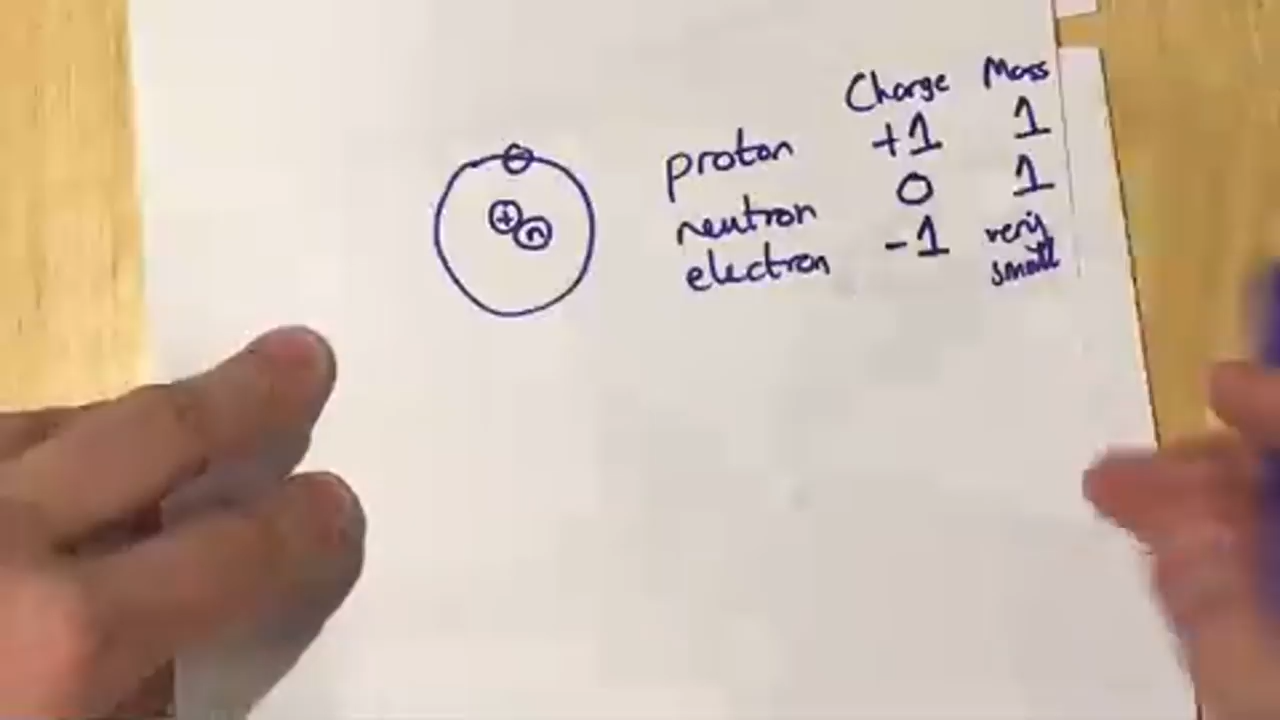 Charge Mass
proton +1 1
neutron 0 1
electron -1 very small
+
n
-